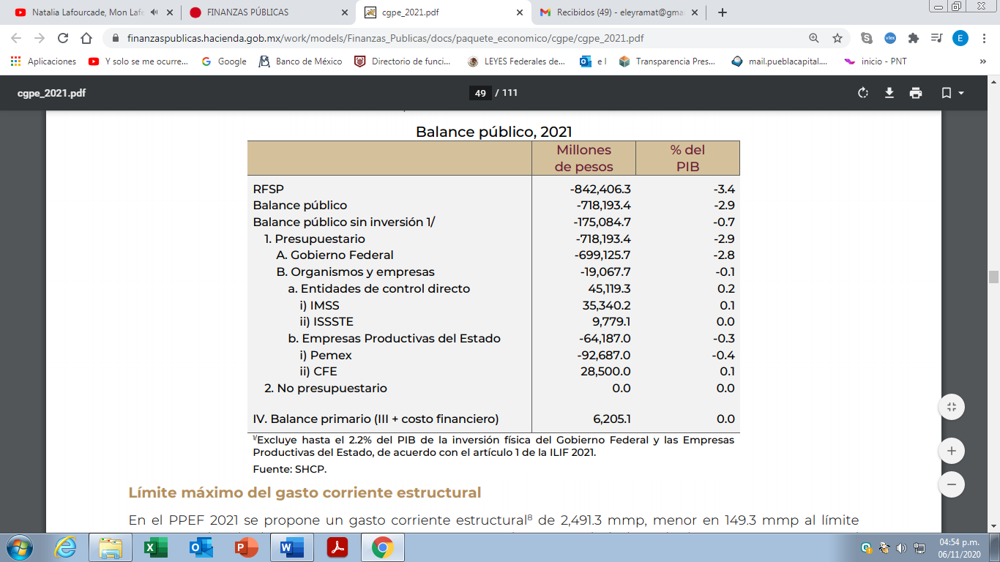 Natalia Lafourcade, Mon Lafe
FINANZAS PÚBLICAS
cgpe_2021.pdf
Recibidos (49) - eleyramat@gma
finanzaspublicas.hacienda.gob.mx/work/models/Finanzas_Publicas/docs/paquete_economico/cgpe/cgpe_2021.pdf
vlex
E
Aplicaciones
Y solo se me ocurre...
Google
Banco de México
Directorio de funci...
LEYES Federales de...
e l
Transparencia Pres...
mail.pueblacapital....
inicio - PNT
»
cgpe_2021.pdf
49 / 111
Balance público, 2021
Millones de pesos
% del PIB
RFSP -842,406.3 -3.4
Balance público -718,193.4 -2.9
Balance público sin inversión 1/ -175,084.7 -0.7
1. Presupuestario -718,193.4 -2.9
A. Gobierno Federal -699,125.7 -2.8
B. Organismos y empresas -19,067.7 -0.1
a. Entidades de control directo 45,119.3 0.2
i) IMSS 35,340.2 0.1
ii) ISSSTE 9,779.1 0.0
b. Empresas Productivas del Estado -64,187.0 -0.3
i) Pemex -92,687.0 -0.4
ii) CFE 28,500.0 0.1
2. No presupuestario 0.0 0.0
IV. Balance primario (III + costo financiero) 6,205.1 0.0
1/Excluye hasta el 2.2% del PIB de la inversión física del Gobierno Federal y las Empresas
Productivas del Estado, de acuerdo con el artículo 1 de la ILIF 2021.
Fuente: SHCP.
Límite máximo del gasto corriente estructural
En el PPEF 2021 se propone un gasto corriente estructural8 de 2,491.3 mmp, menor en 149.3 mmp al límite
04:54 p.m.
06/11/2020